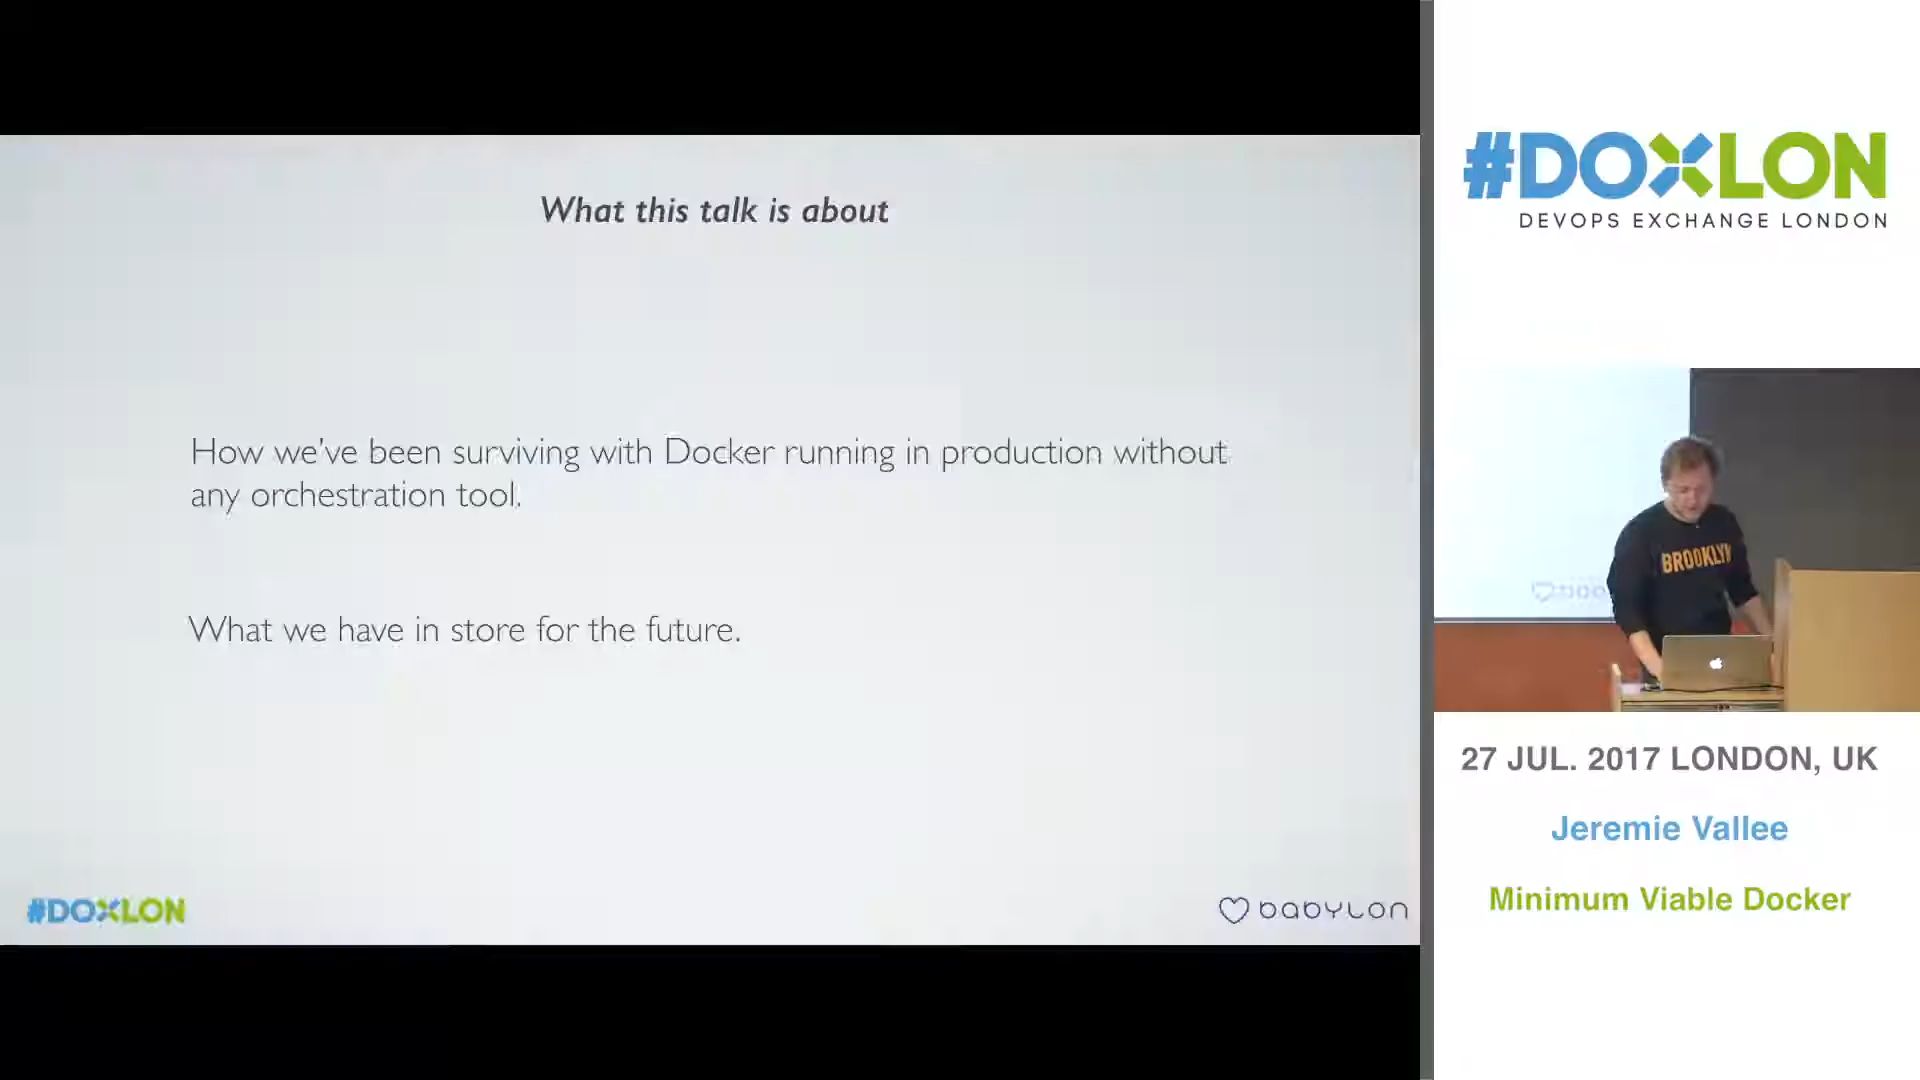 What this talk is about
How we've been surviving with Docker running in production without
any orchestration tool.
What we have in store for the future.
#DOXLON
babylon
#DOXLON
DEVOPS EXCHANGE LONDON
BROOKLYN
27 JUL. 2017 LONDON, UK
Jeremie Vallee
Minimum Viable Docker